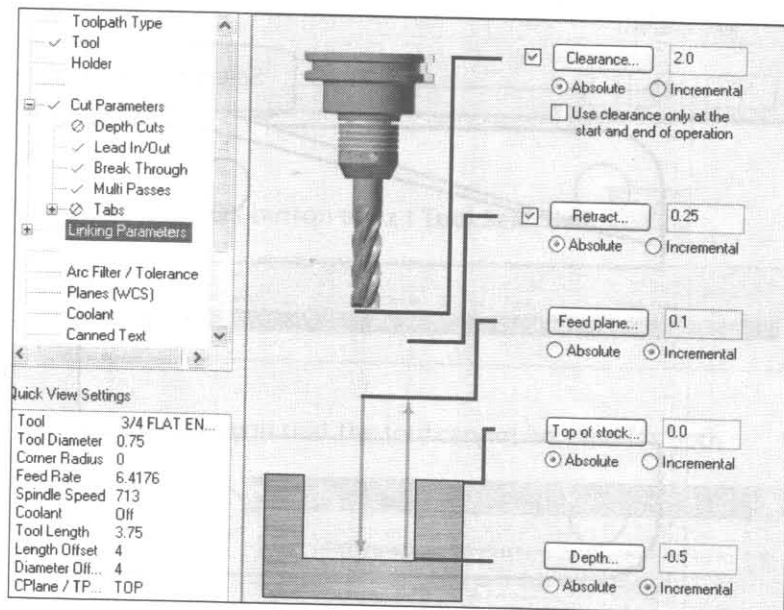 Toolpath Type
Tool
Holder
Cut Parameters
Depth Cuts
Lead In/Out
Break Through
Multi Passes
Tabs
Linking Parameters
Arc Filter / Tolerance
Planes (WCS)
Coolant
Canned Text
Quick View Settings
Tool 3/4 FLAT EN...
Tool Diameter 0.75
Corner Radius 0
Feed Rate 6.4176
Spindle Speed 713
Coolant Off
Tool Length 3.75
Length Offset 4
Diameter Off... 4
CPlane / TP... TOP
Clearance... 2.0
Absolute Incremental
Use clearance only at the
start and end of operation
Retract... 0.25
Absolute Incremental
Feed plane... 0.1
Absolute Incremental
Top of stock... 0.0
Absolute Incremental
Depth... -0.5
Absolute Incremental